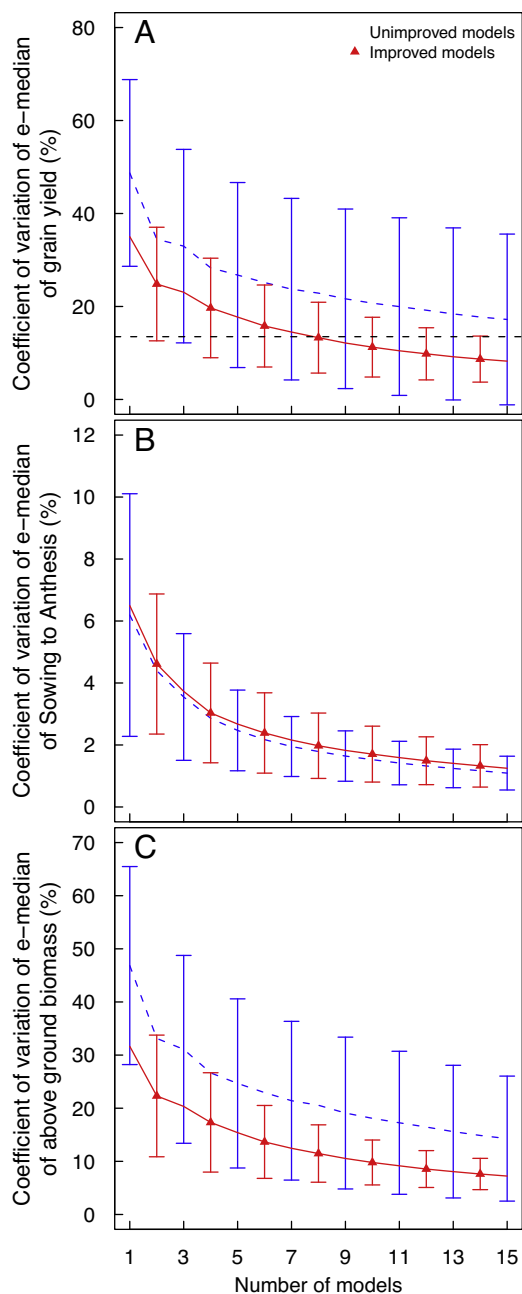 A
Unimproved models
Improved models
80
60
40
20
0
Coefficient of variation of e−median
of grain yield (%)
B
12
10
8
6
4
2
0
Coefficient of variation of e−median
of Sowing to Anthesis (%)
C
70
60
50
40
30
20
10
0
Coefficient of variation of e−median
of above ground biomass (%)
1 3 5 7 9 11 13 15
Number of models